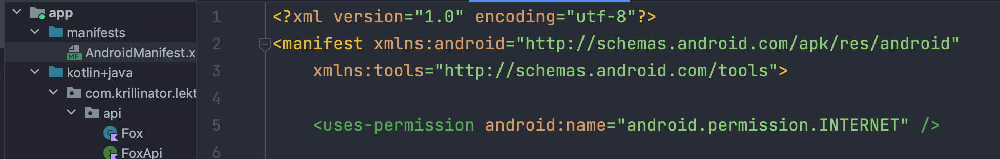 app
manifests
AndroidManifest.x
kotlin+java
com.krillinator.lekt
api
Fox
FoxApi
1 <?xml version="1.0" encoding="utf-8"?>
2 <manifest xmlns:android="http://schemas.android.com/apk/res/android"
3 xmlns:tools="http://schemas.android.com/tools">
4
5 <uses-permission android:name="android.permission.INTERNET" />
6